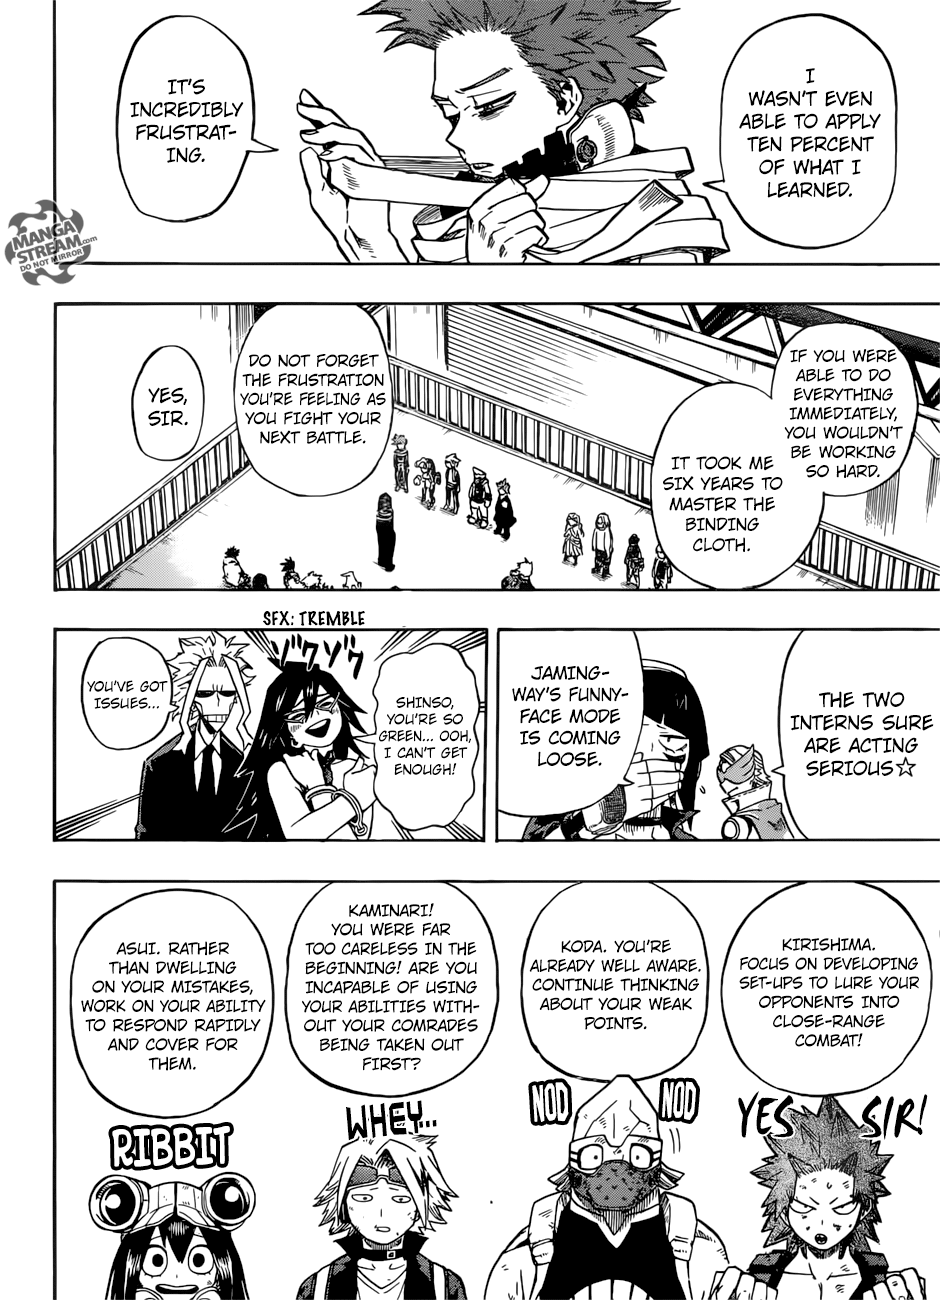 I
WASN'T EVEN
ABLE TO APPLY
TEN PERCENT
OF WHAT I
LEARNED.
IT'S
INCREDIBLY
FRUSTRAT-
ING.
MANGA
STREAM.com
DO NOT MIRROR
IF YOU WERE
ABLE TO DO
EVERYTHING
IMMEDIATELY,
YOU WOULDN'T
BE WORKING
SO HARD.
IT TOOK ME
SIX YEARS TO
MASTER THE
BINDING
CLOTH.
DO NOT FORGET
THE FRUSTRATION
YOU'RE FEELING AS
YOU FIGHT YOUR
NEXT BATTLE.
YES,
SIR.
THE TWO
INTERNS SURE
ARE ACTING
SERIOUS☆
JAMING-
WAY'S FUNNY-
FACE MODE
IS COMING
LOOSE.
SFX: TREMBLE
ゾクゾク
SHINSO,
YOU'RE SO
GREEN... OOH,
I CAN'T GET
ENOUGH!
YOU'VE GOT
ISSUES...
KIRISHIMA.
FOCUS ON DEVELOPING
SET-UPS TO LURE YOUR
OPPONENTS INTO
CLOSE-RANGE
COMBAT!
YES SIR!
KODA. YOU'RE
ALREADY WELL AWARE.
CONTINUE THINKING
ABOUT YOUR WEAK
POINTS.
NOD NOD
KAMINARI!
YOU WERE FAR
TOO CARELESS IN THE
BEGINNING! ARE YOU
INCAPABLE OF USING
YOUR ABILITIES WITH-
OUT YOUR COMRADES
BEING TAKEN OUT
FIRST?
WHEY...
ASUI. RATHER
THAN DWELLING
ON YOUR MISTAKES,
WORK ON YOUR ABILITY
TO RESPOND RAPIDLY
AND COVER FOR
THEM.
RIBBIT